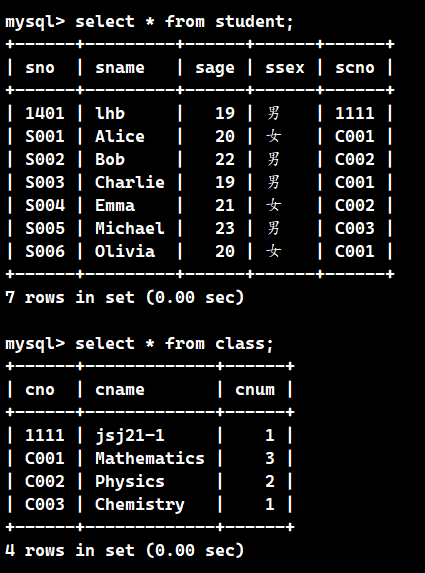 mysql> select * from student;
+------+---------+------+------+------+
| sno  | sname   | sage | ssex | scno |
+------+---------+------+------+------+
| 1401 | lhb     |   19 | 男   | 1111 |
| S001 | Alice   |   20 | 女   | C001 |
| S002 | Bob     |   22 | 男   | C002 |
| S003 | Charlie |   19 | 男   | C001 |
| S004 | Emma    |   21 | 女   | C002 |
| S005 | Michael |   23 | 男   | C003 |
| S006 | Olivia  |   20 | 女   | C001 |
+------+---------+------+------+------+
7 rows in set (0.00 sec)

mysql> select * from class;
+------+-------------+------+
| cno  | cname       | cnum |
+------+-------------+------+
| 1111 | jsj21-1     |    1 |
| C001 | Mathematics |    3 |
| C002 | Physics     |    2 |
| C003 | Chemistry   |    1 |
+------+-------------+------+
4 rows in set (0.00 sec)